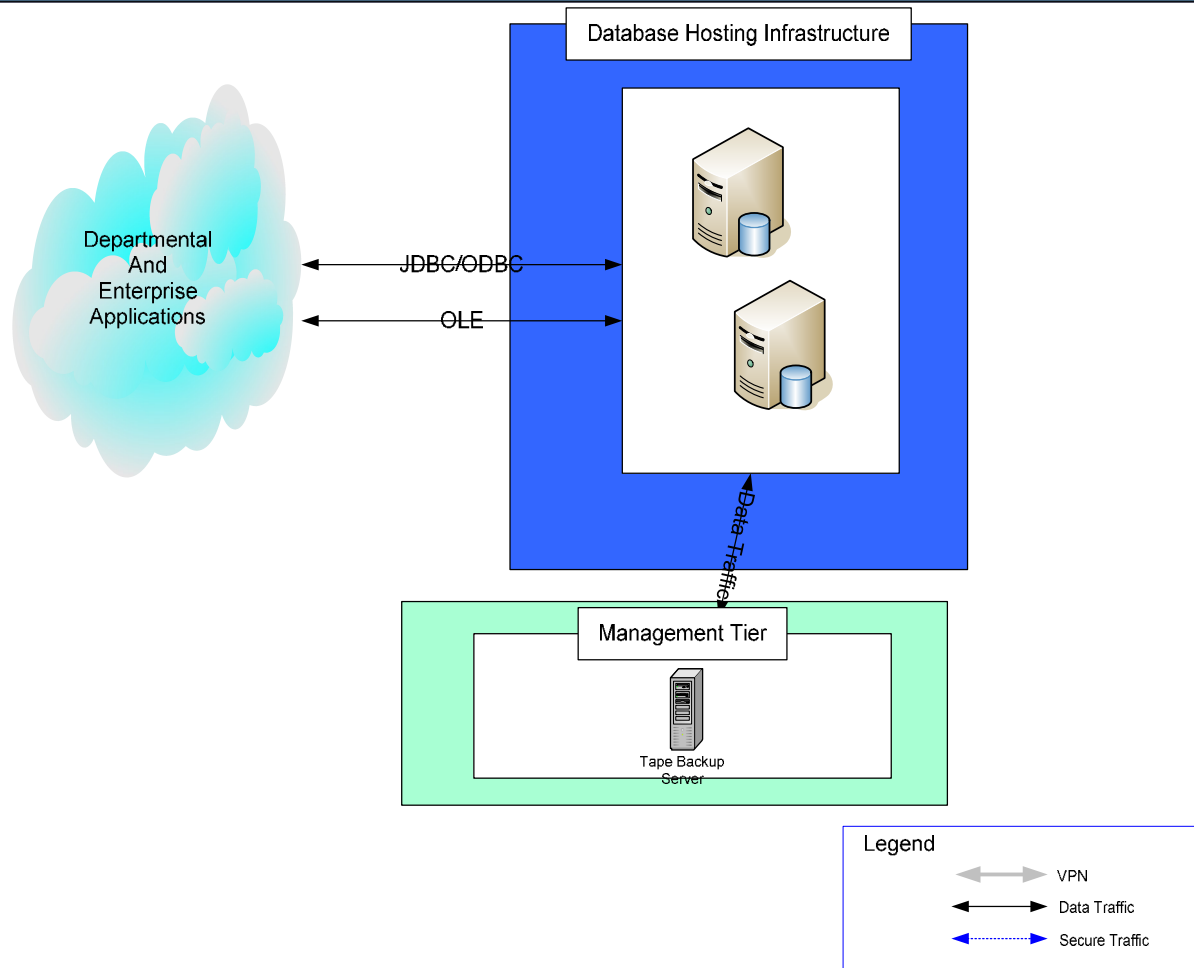 Database Hosting Infrastructure
Departmental
And
Enterprise
Applications
JDBC/ODBC
OLE
Data Traffic
Management Tier
Tape Backup
Server
Legend
VPN
Data Traffic
Secure Traffic